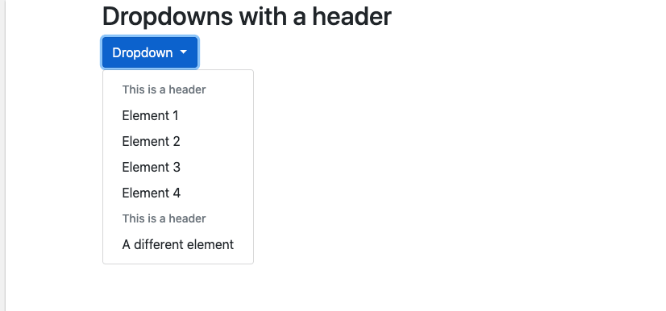 Dropdowns with a header
Dropdown
This is a header
Element 1
Element 2
Element 3
Element 4
This is a header
A different element